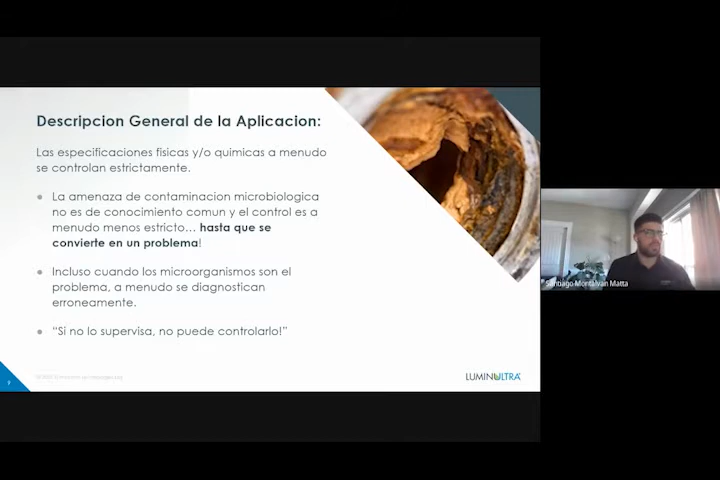 Descripcion General de la Aplicacion:
Las especificaciones fisicas y/o quimicas a menudo
se controlan estrictamente.
● La amenaza de contaminacion microbiologica
no es de conocimiento comun y el control es a
menudo menos estricto... hasta que se
convierte en un problema!
● Incluso cuando los microorganismos son el
problema, a menudo se diagnostican
erroneamente.
● “Si no lo supervisa, no puede controlarlo!”
9
LUMINULTRA
Santiago Montalvan Matta